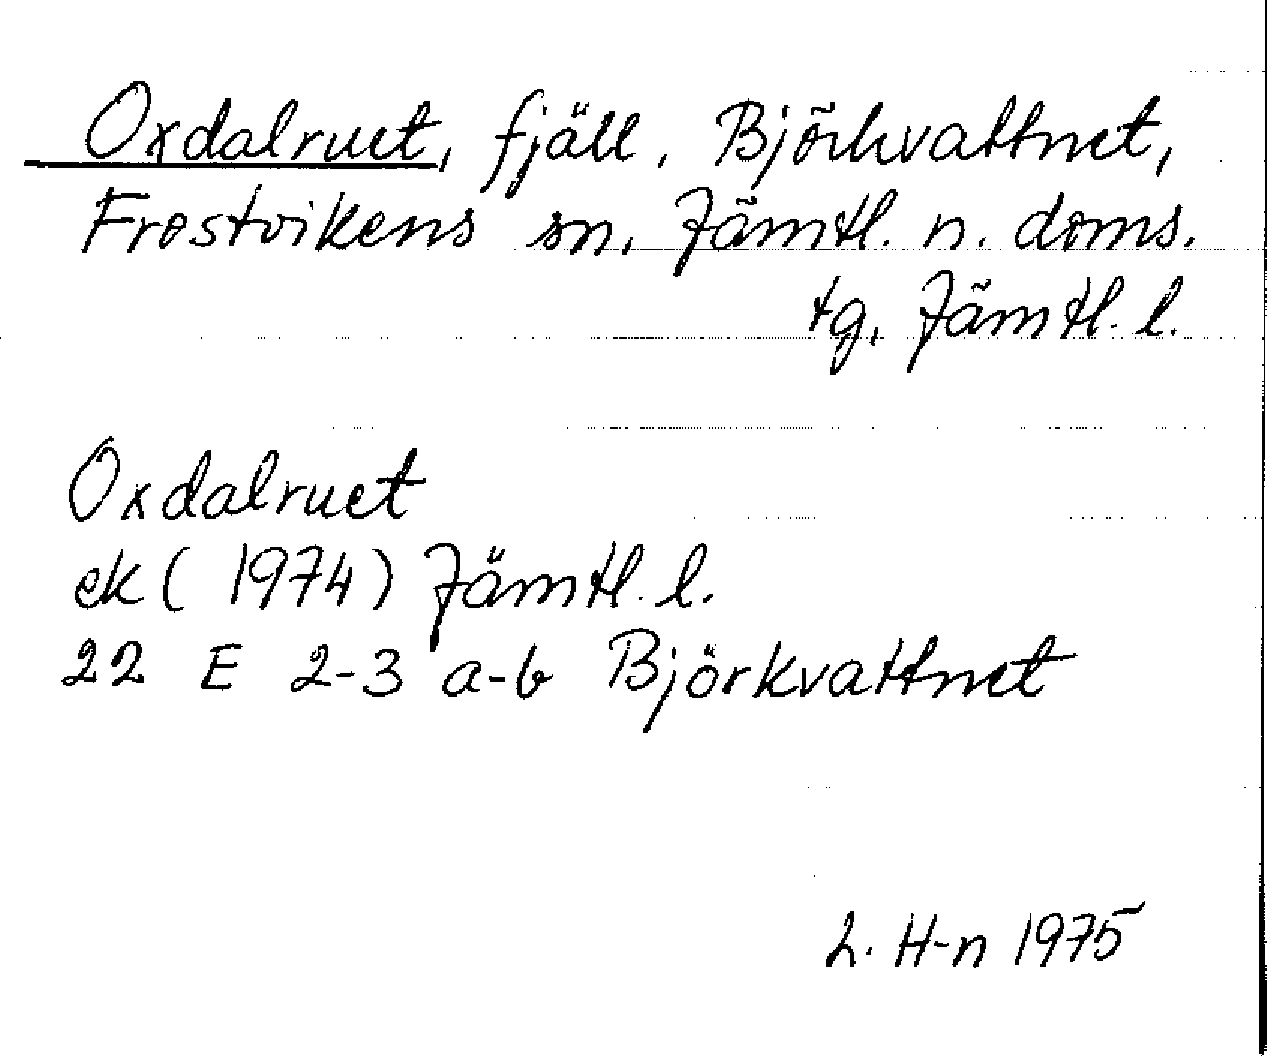 Oxdalruet, fjäll, Björkvattnet,
Frostvikens sn, Jämtl. n. doms.
tg, Jämtl. l.
Oxdalruet
ek (1974) Jämtl. l.
22 E 2-3 a-b Björkvattnet
L. H-n 1975